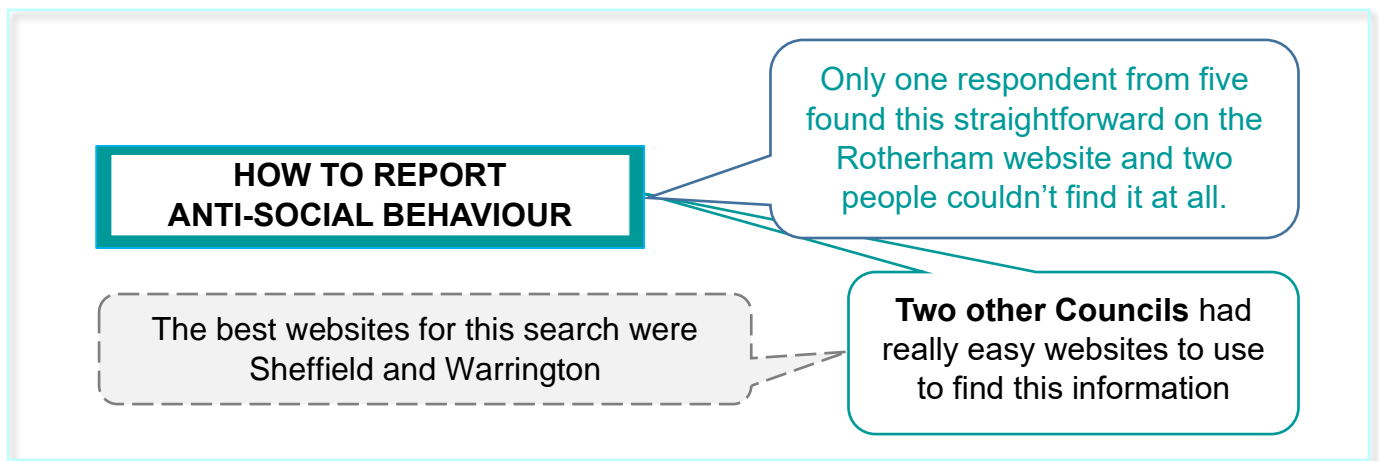 HOW TO REPORT
ANTI-SOCIAL BEHAVIOUR
Only one respondent from five
found this straightforward on the
Rotherham website and two
people couldn’t find it at all.
Two other Councils had
really easy websites to use
to find this information
The best websites for this search were
Sheffield and Warrington